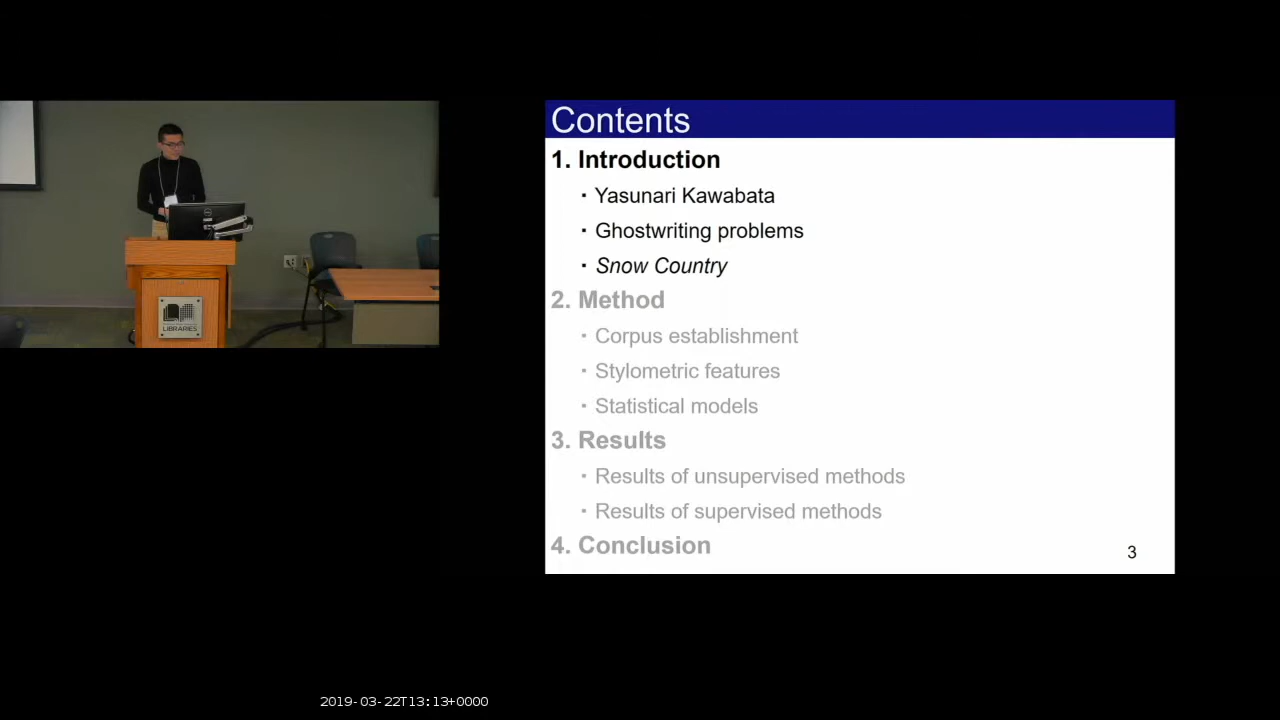 LIBRARIES
Contents
1. Introduction
・Yasunari Kawabata
・Ghostwriting problems
・Snow Country
2. Method
・Corpus establishment
・Stylometric features
・Statistical models
3. Results
・Results of unsupervised methods
・Results of supervised methods
4. Conclusion
3
2019-03-22T13:13+0000